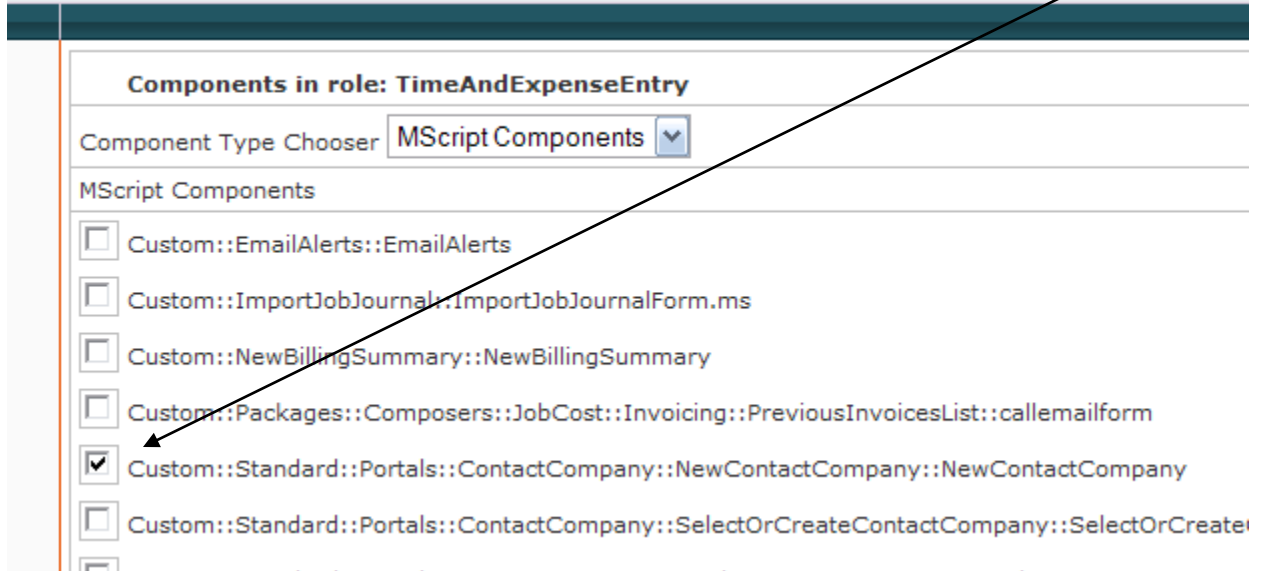 Components in role: TimeAndExpenseEntry
Component Type Chooser MScript Components
MScript Components
Custom::EmailAlerts::EmailAlerts
Custom::ImportJobJournal::ImportJobJournalForm.ms
Custom::NewBillingSummary::NewBillingSummary
Custom::Packages::Composers::JobCost::Invoicing::PreviousInvoicesList::callemailform
Custom::Standard::Portals::ContactCompany::NewContactCompany::NewContactCompany
Custom::Standard::Portals::ContactCompany::SelectOrCreateContactCompany::SelectOrCreate